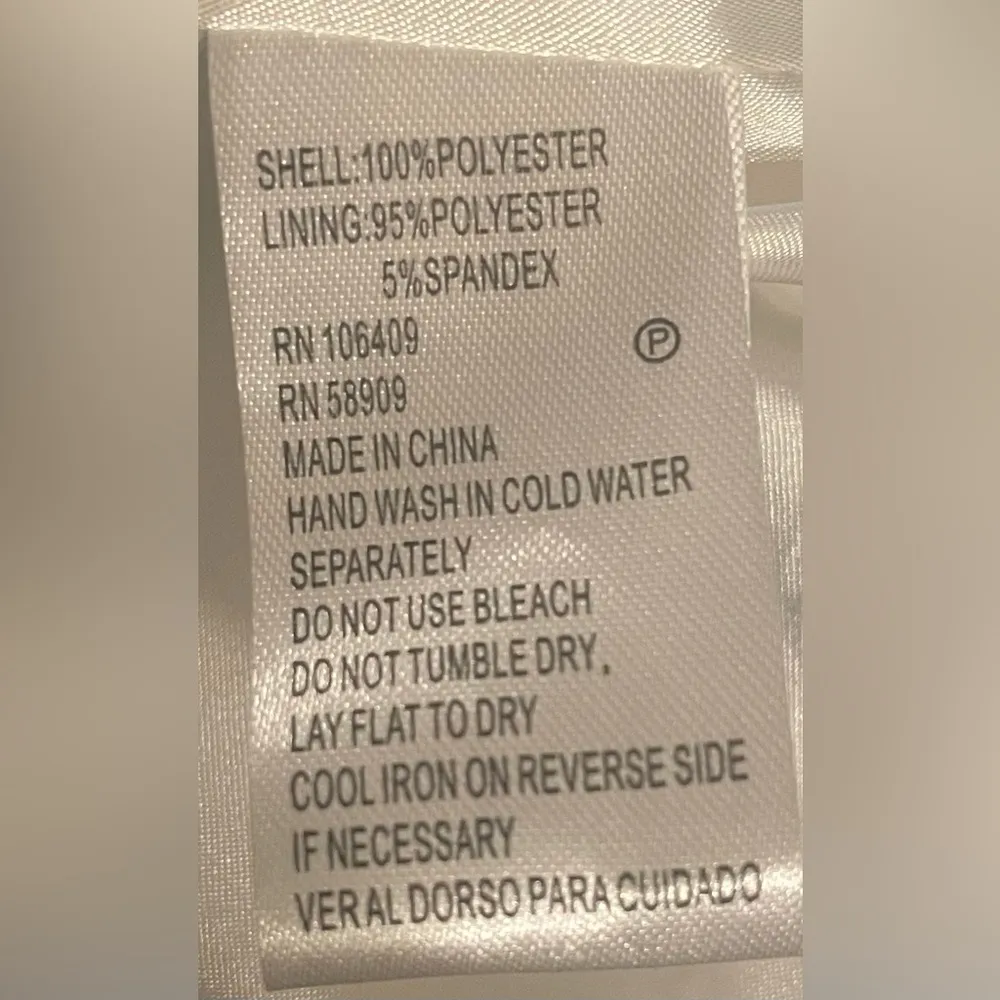 SHELL:100%POLYESTER
LINING:95%POLYESTER
5%SPANDEX
RN 106409
Ⓟ
RN 58909
MADE IN CHINA
HAND WASH IN COLD WATER
SEPARATELY
DO NOT USE BLEACH
DO NOT TUMBLE DRY,
LAY FLAT TO DRY
COOL IRON ON REVERSE SIDE
IF NECESSARY
VER AL DORSO PARA CUIDADO